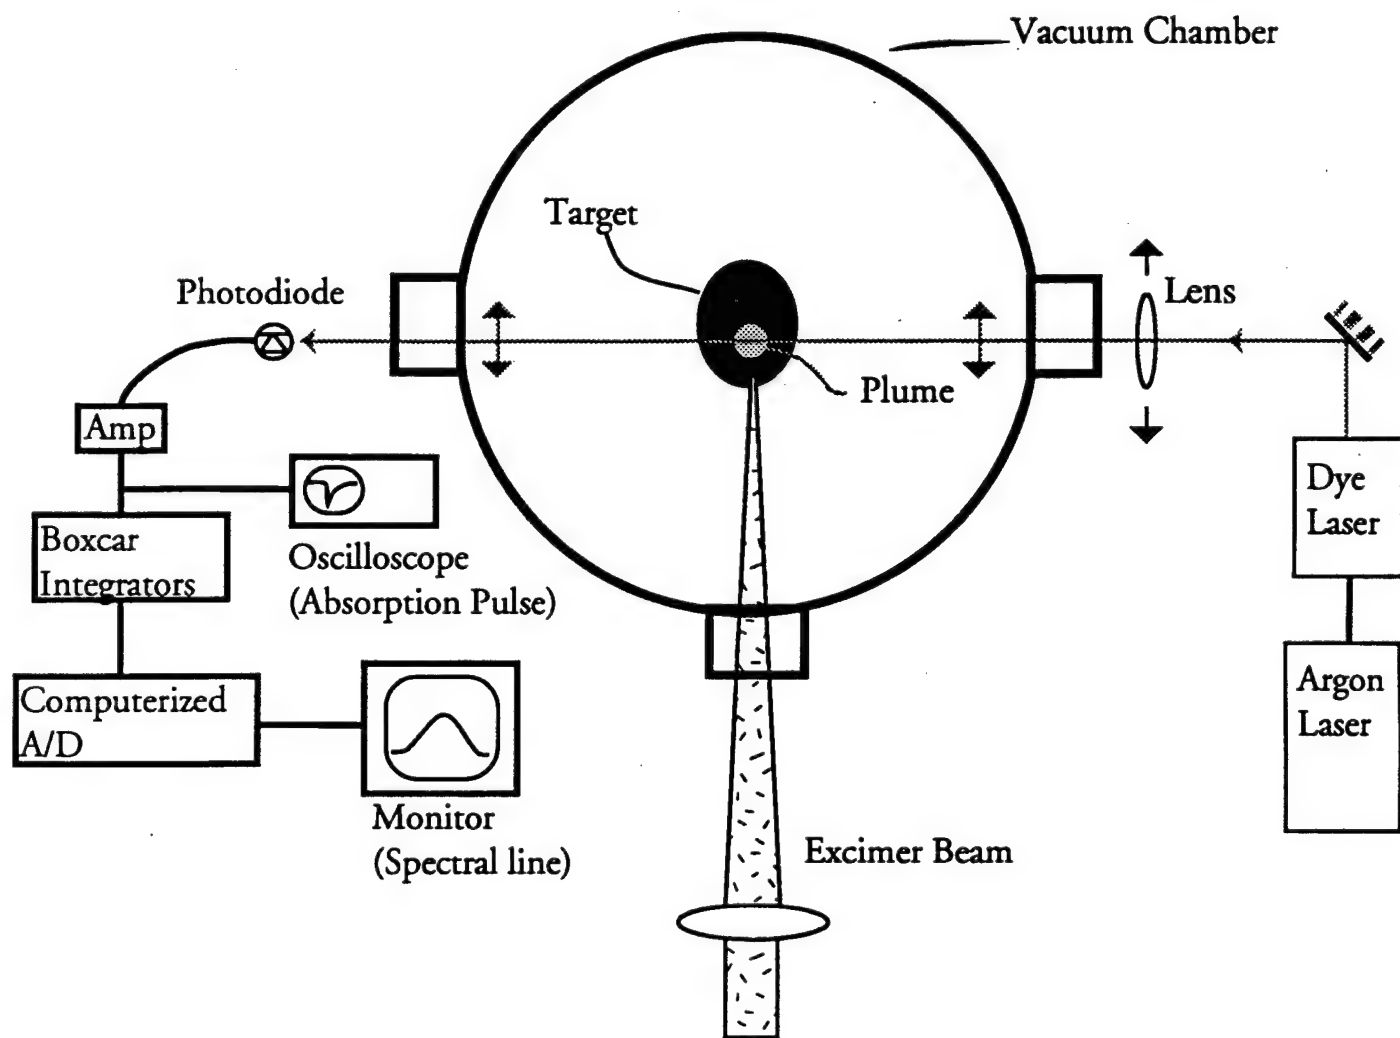 Vacuum Chamber
Target
Photodiode
Lens
Plume
Amp
Dye
Laser
Boxcar
Integrators
Oscilloscope
(Absorption Pulse)
Argon
Laser
Computerized
A/D
Monitor
(Spectral line)
Excimer Beam